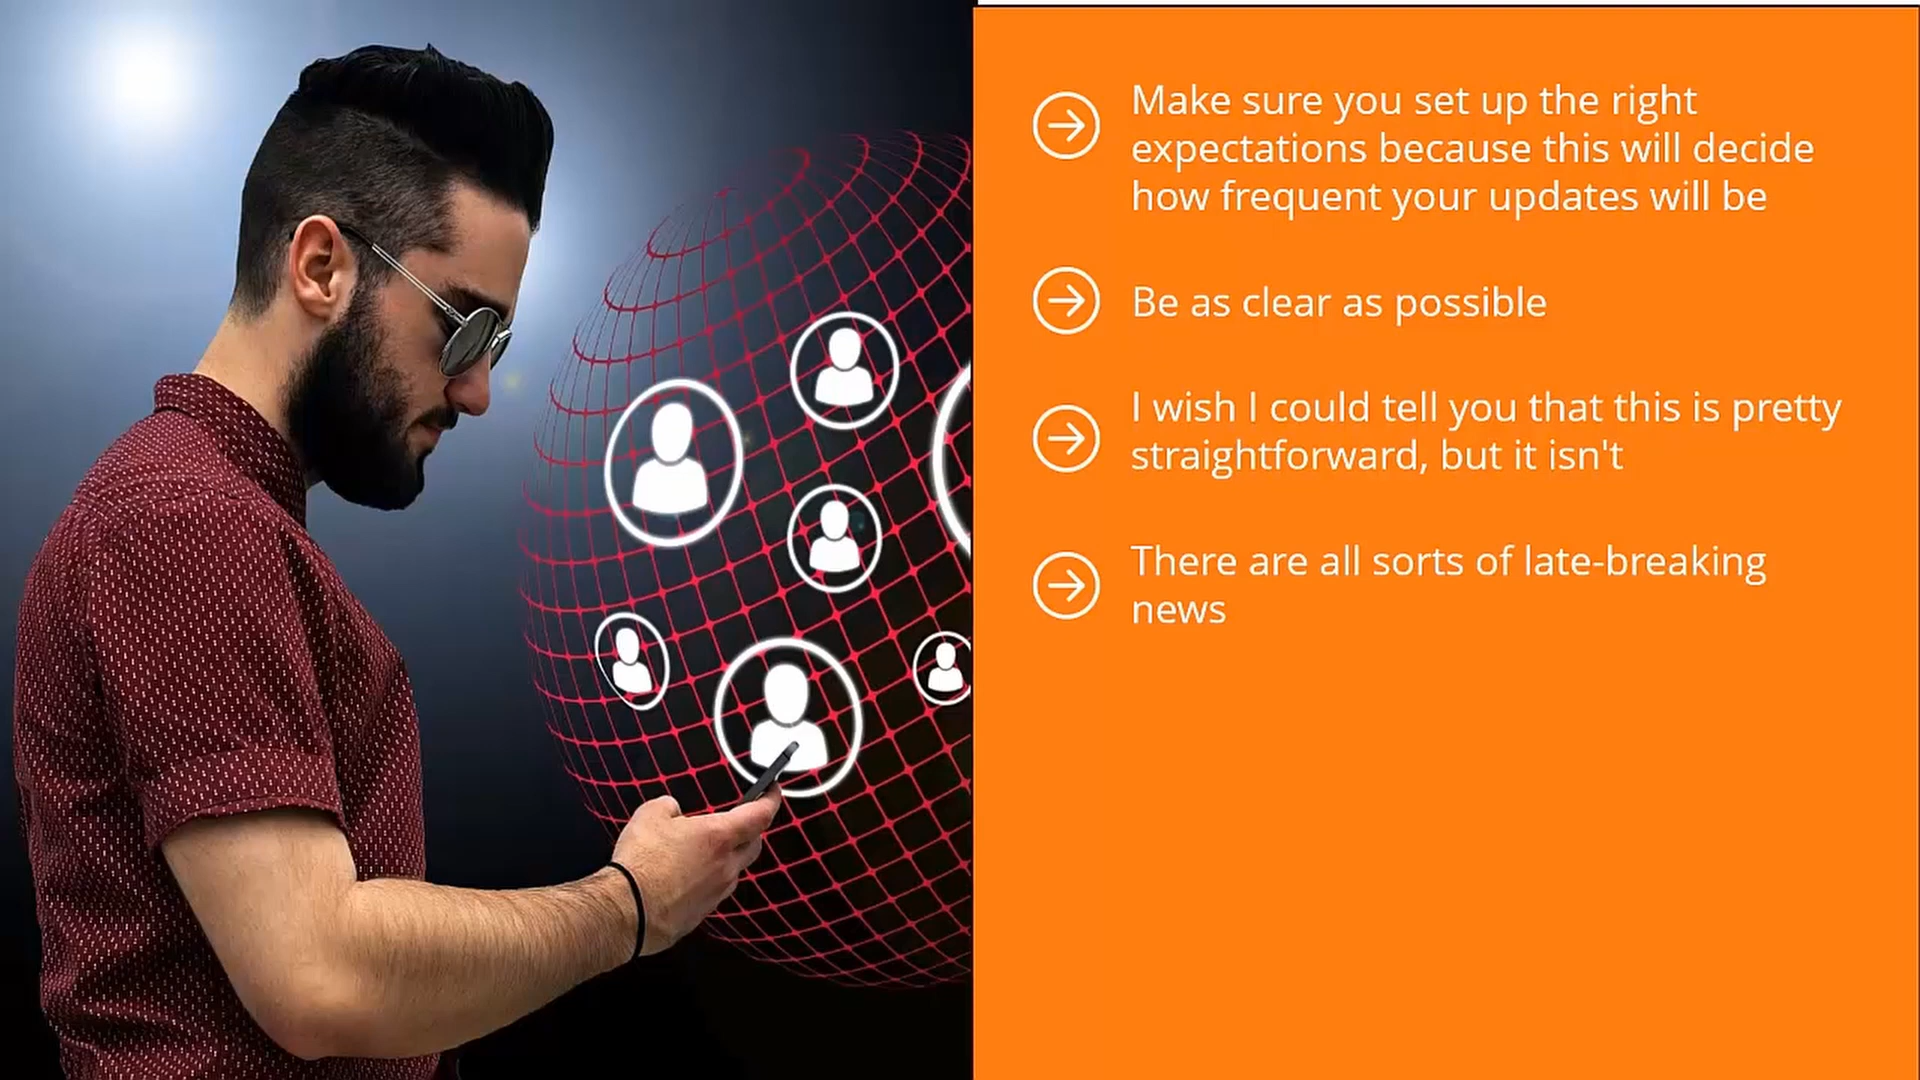 Make sure you set up the right
expectations because this will decide
how frequent your updates will be
Be as clear as possible
I wish I could tell you that this is pretty
straightforward, but it isn't
There are all sorts of late-breaking
news